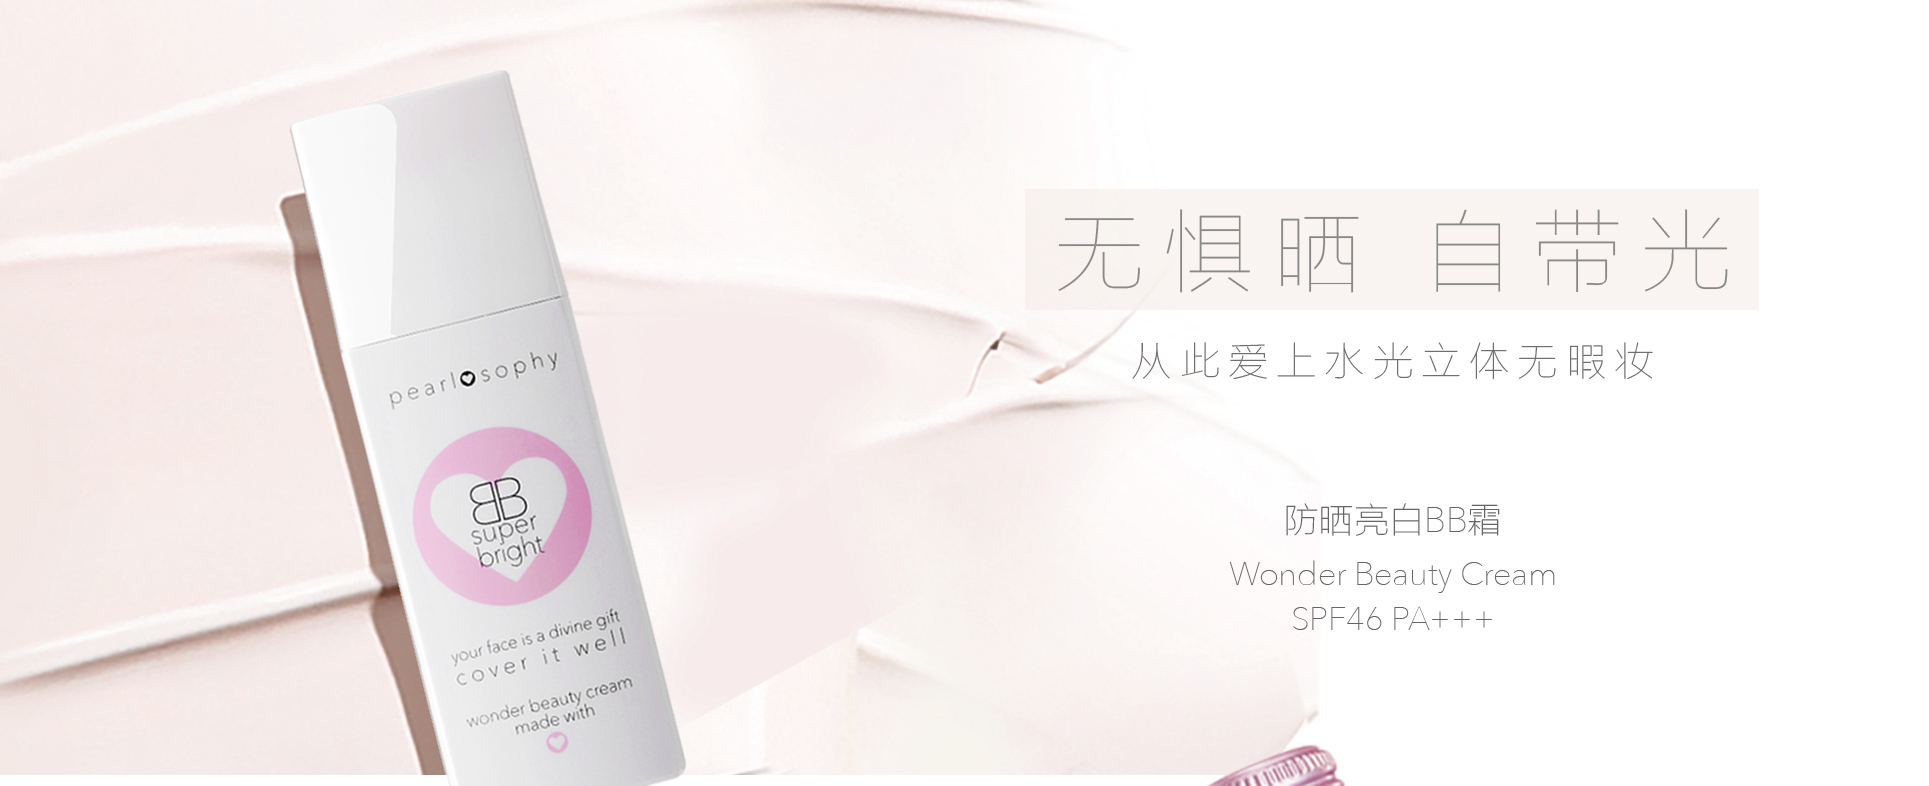 pearlosophy
BB
super
bright
your face is a divine gift
cover it well
wonder beauty cream
made with
无惧晒 自带光
从此爱上水光立体无暇妆
防晒亮白BB霜
Wonder Beauty Cream
SPF46 PA+++